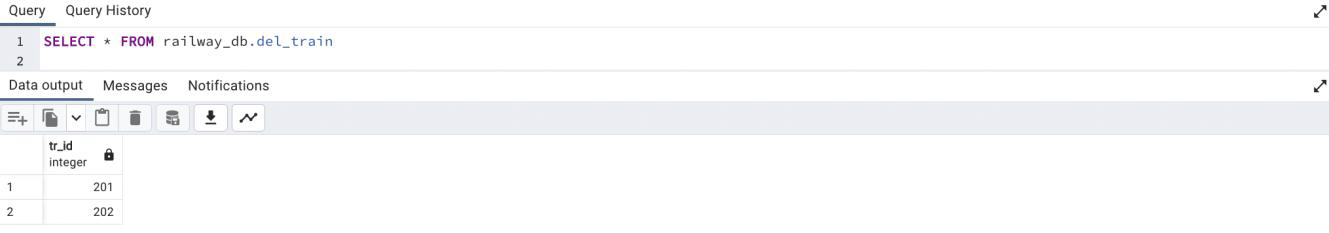 Query Query History
1 SELECT * FROM railway_db.del_train
2
Data output Messages Notifications
tr_id
integer
1 201
2 202